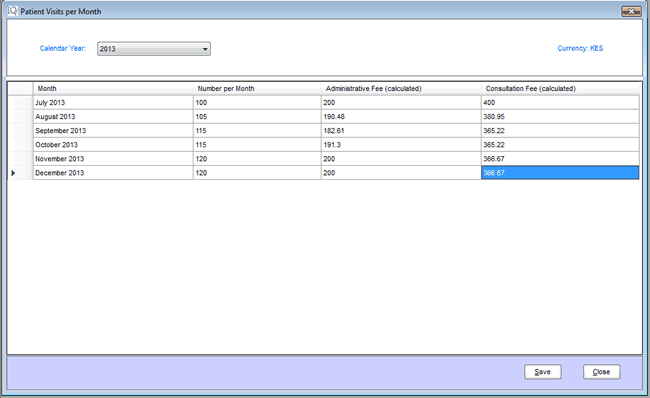 Patient Visits per Month
Calendar Year: 2013 Currency: KES
Month Number per Month Administrative Fee (calculated) Consultation Fee (calculated)
July 2013 100 200 400
August 2013 105 190.48 380.95
September 2013 115 182.61 365.22
October 2013 115 191.3 365.22
November 2013 120 200 366.67
December 2013 120 200 366.67
Save Close